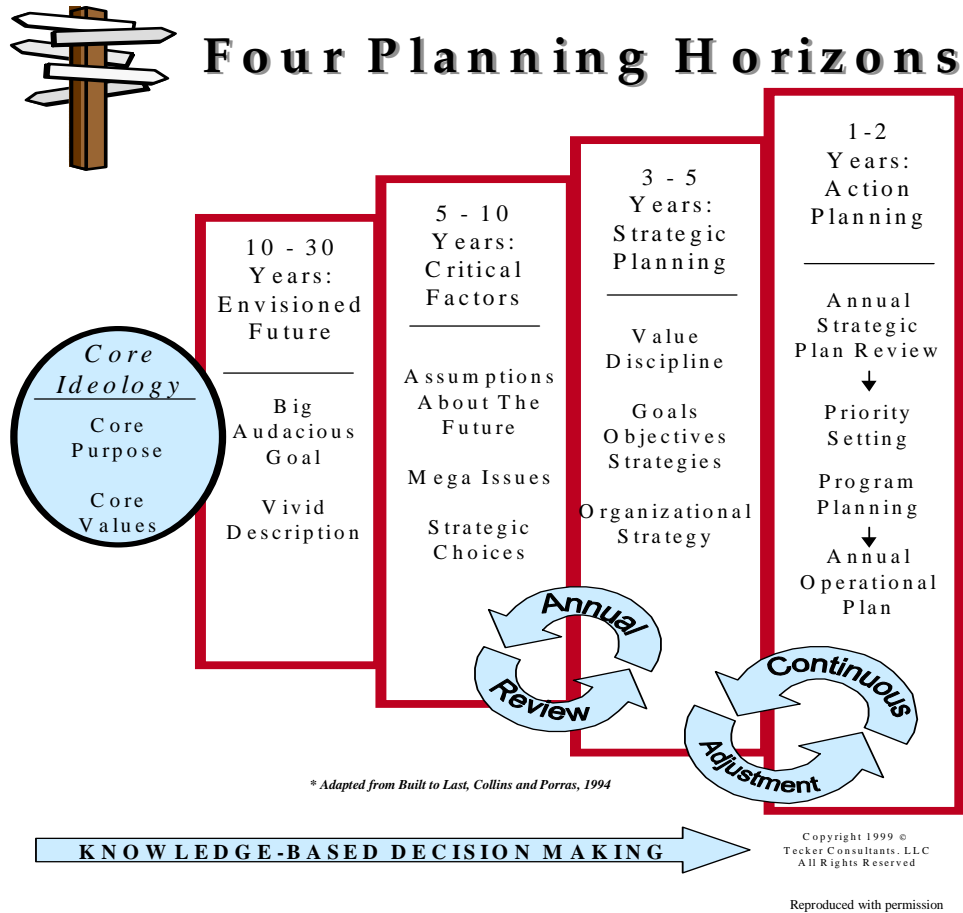 Four Planning Horizons
Core
Ideology
Core
Purpose
Core
Values
10 - 30
Years:
Envisioned
Future
Big
Audacious
Goal
Vivid
Description
5 - 10
Years:
Critical
Factors
Assumptions
About The
Future
Mega Issues
Strategic
Choices
3 - 5
Years:
Strategic
Planning
Value
Discipline
Goals
Objectives
Strategies
Organizational
Strategy
1-2
Years:
Action
Planning
Annual
Strategic
Plan Review
Priority
Setting
Program
Planning
Annual
Operational
Plan
Annual
Review
Continuous
Adjustment
* Adapted from Built to Last, Collins and Porras, 1994
KNOWLEDGE-BASED DECISION MAKING
Copyright 1999 ©
Tecker Consultants. LLC
All Rights Reserved
Reproduced with permission